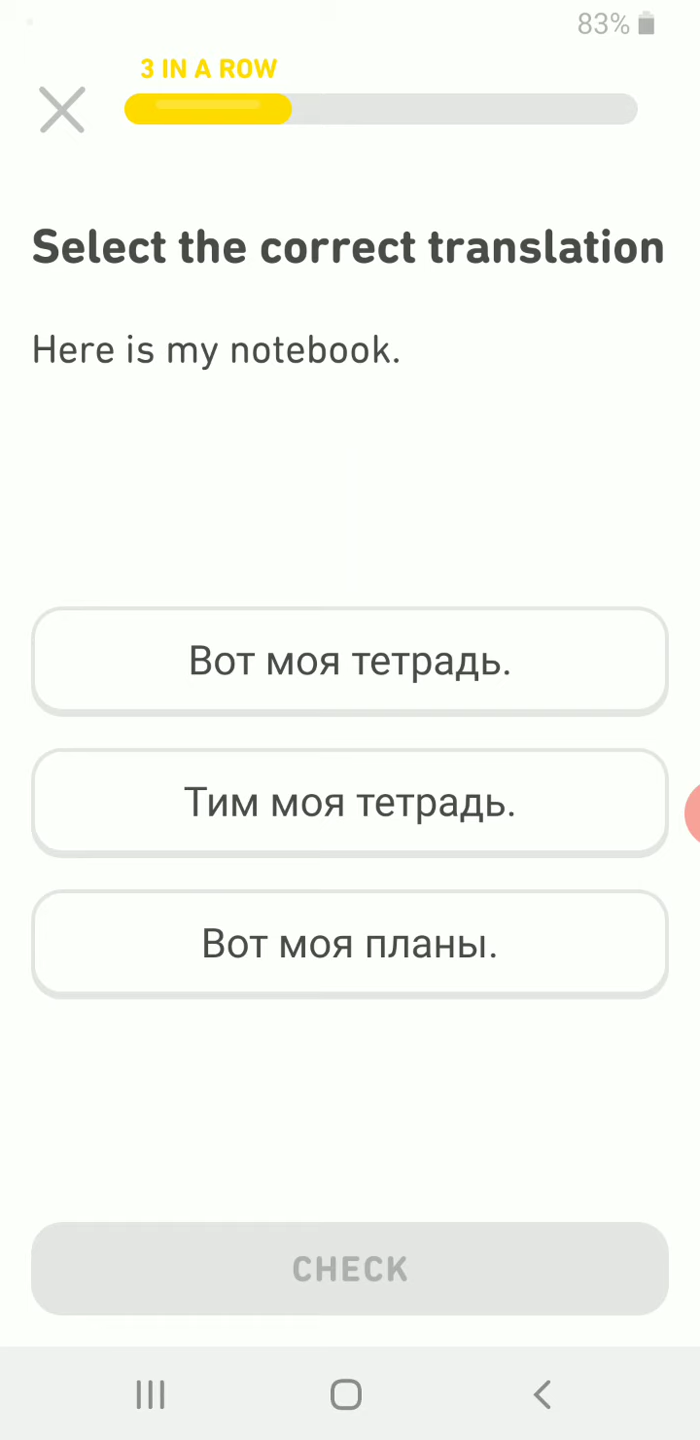 83%
3 IN A ROW
Select the correct translation
Here is my notebook.
Вот моя тетрадь.
Тим моя тетрадь.
Вот моя планы.
CHECK